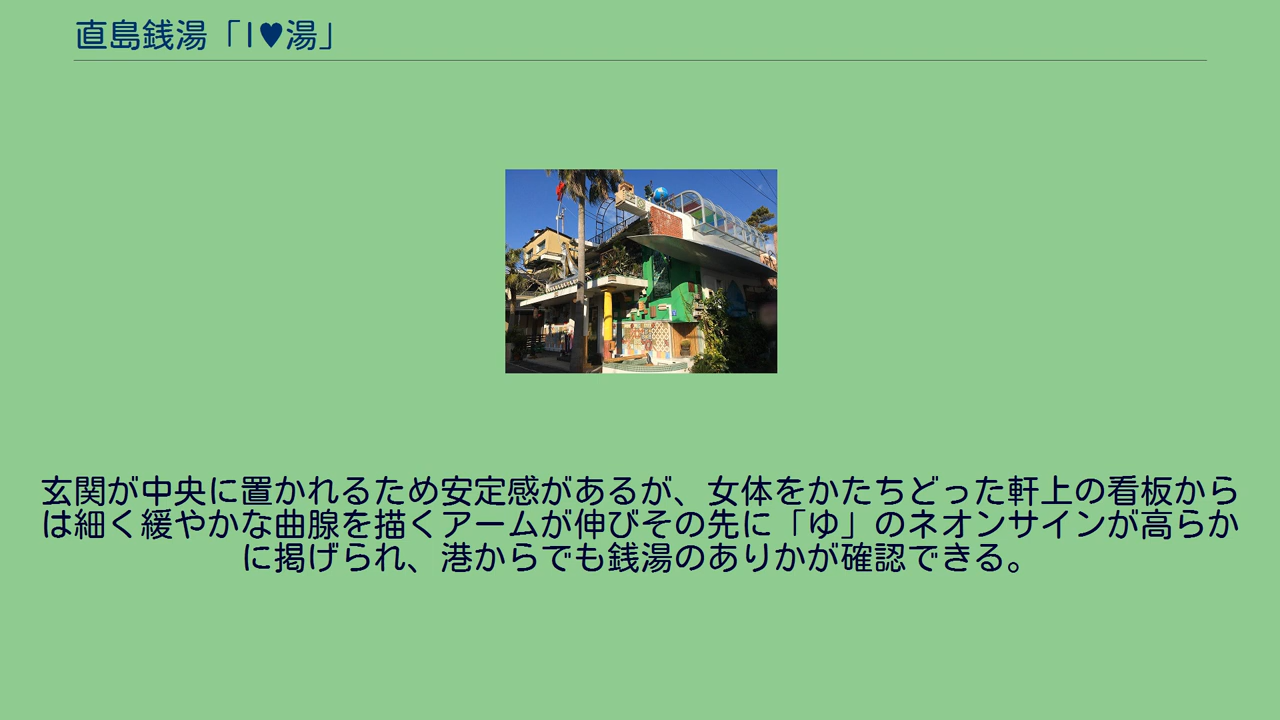 直島銭湯「I♥湯」
玄関が中央に置かれるため安定感があるが、女体をかたちどった軒上の看板から
は細く緩やかな曲腺を描くアームが伸びその先に「ゆ」のネオンサインが高らか
に掲げられ、港からでも銭湯のありかが確認できる。